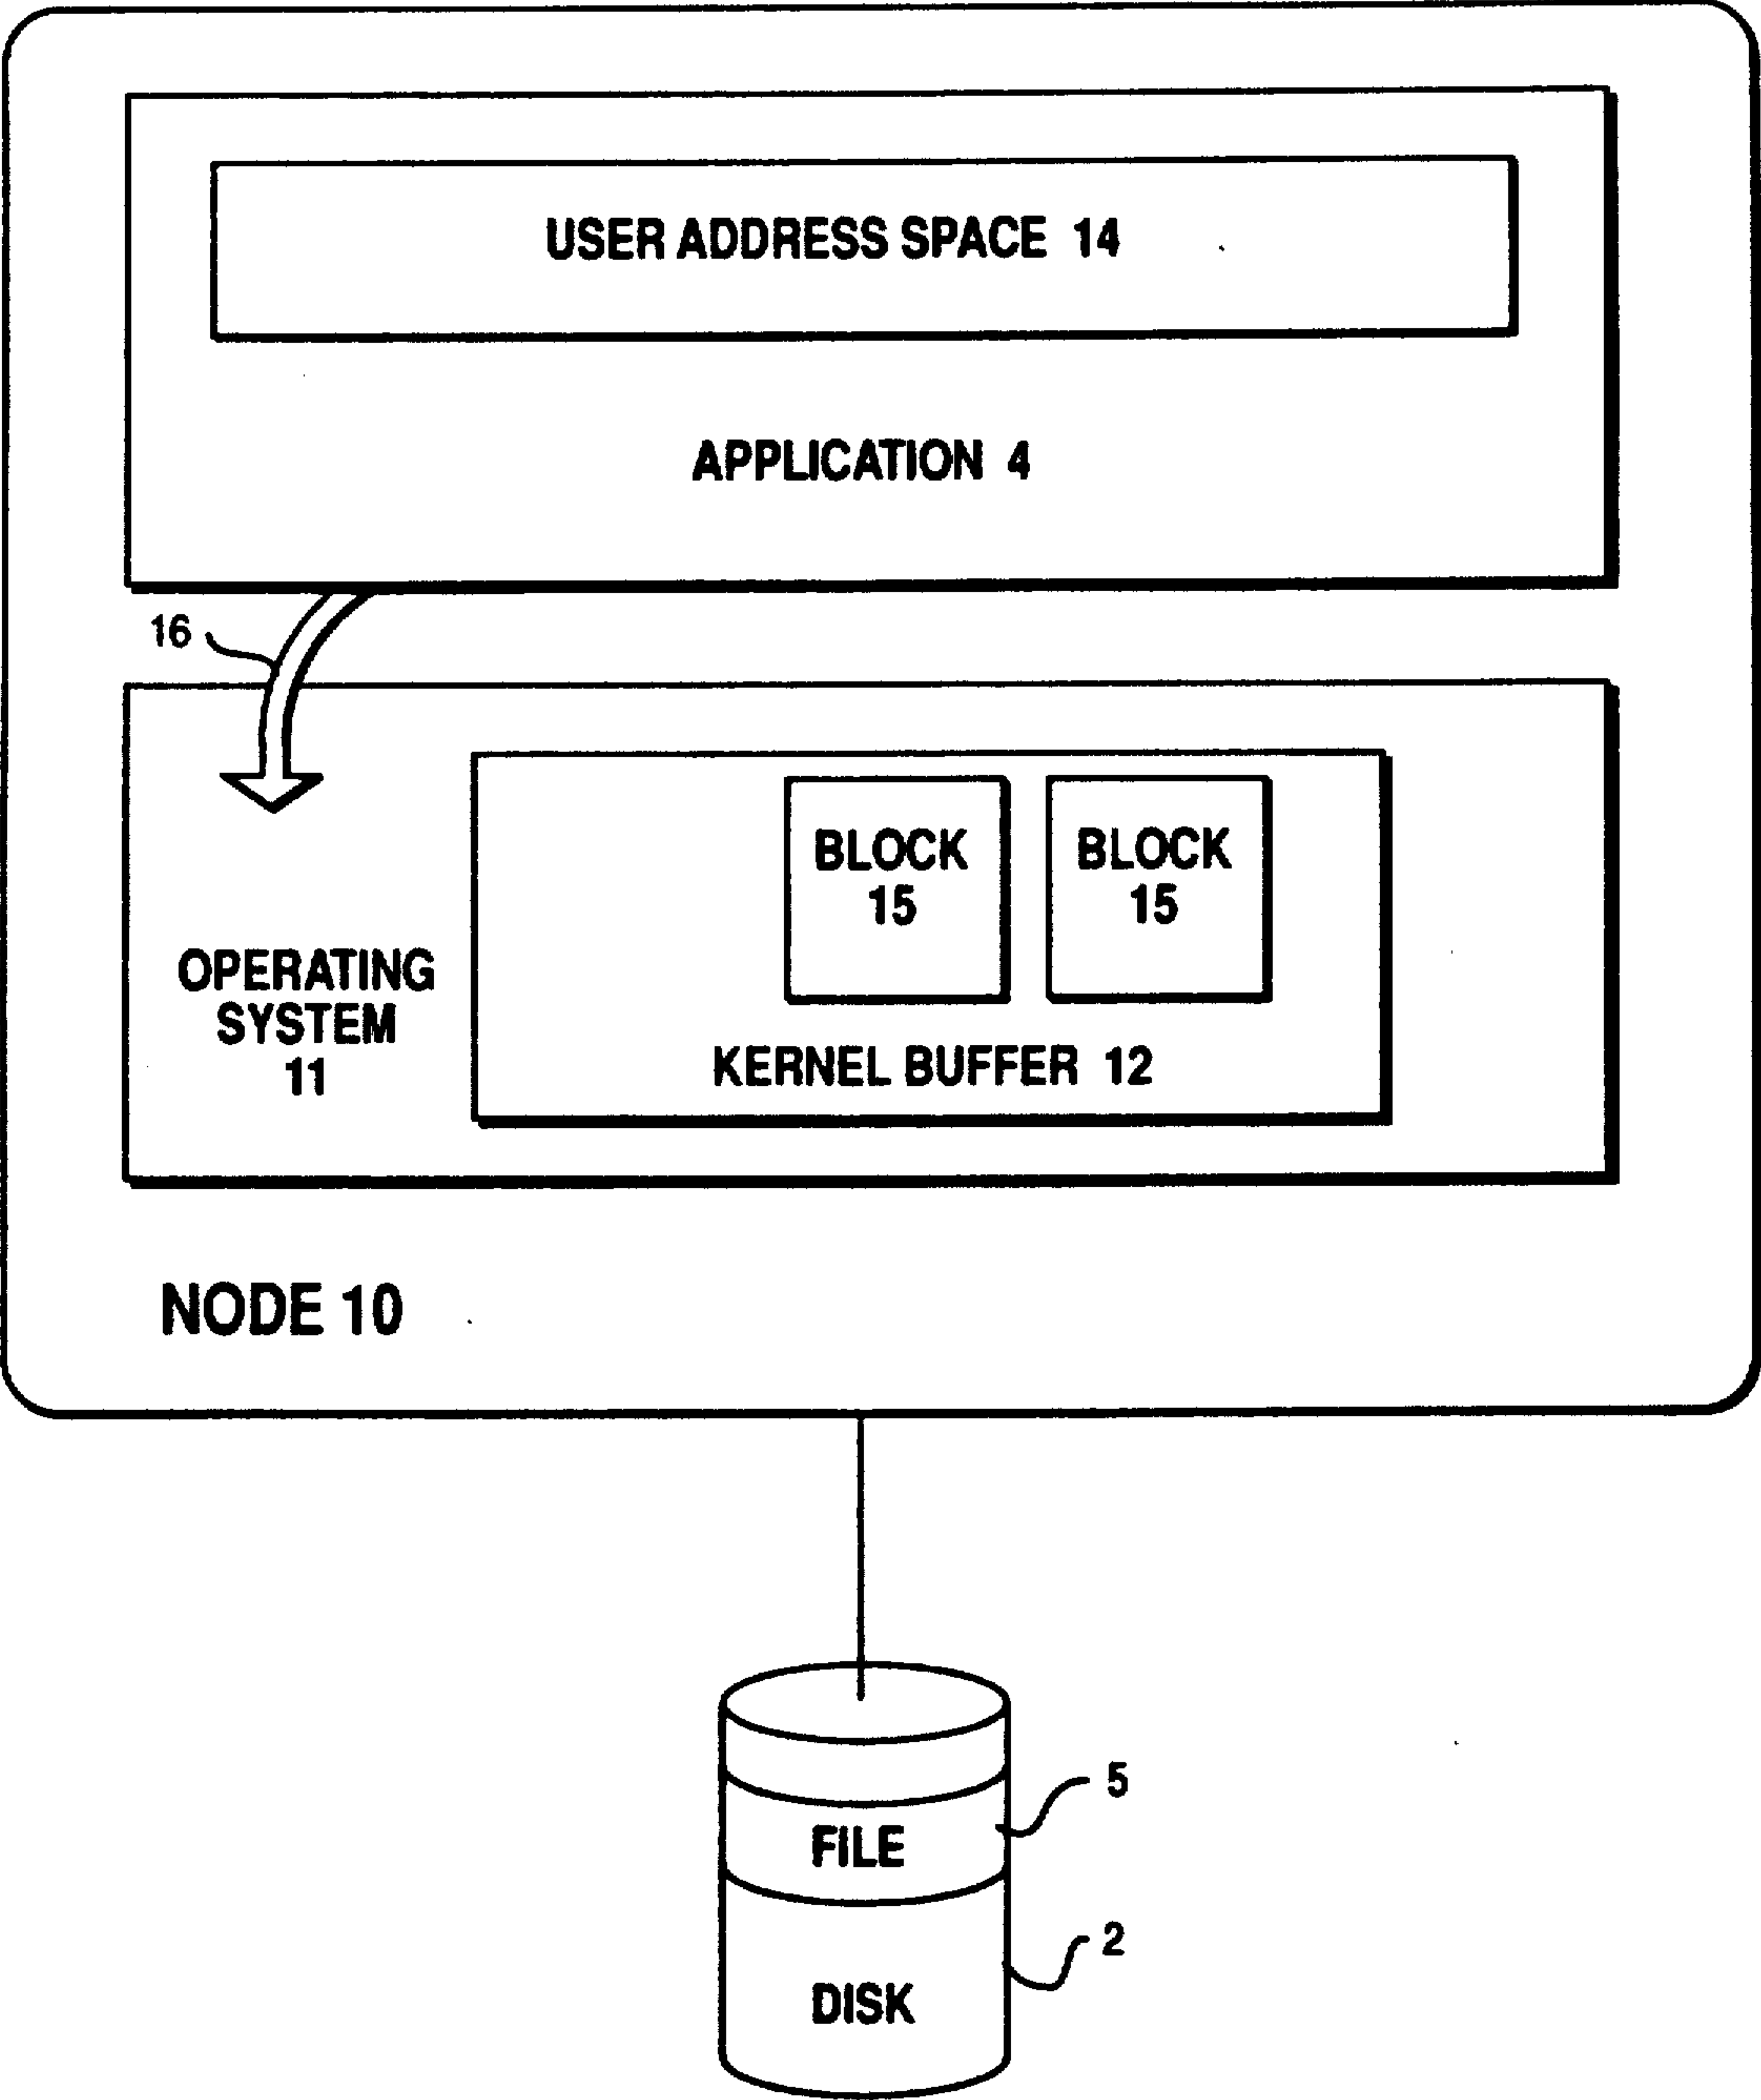 USER ADDRESS SPACE 14
APPLICATION 4
16
BLOCK
15
BLOCK
15
OPERATING
SYSTEM
11
KERNEL BUFFER 12
NODE 10
5
FILE
2
DISK